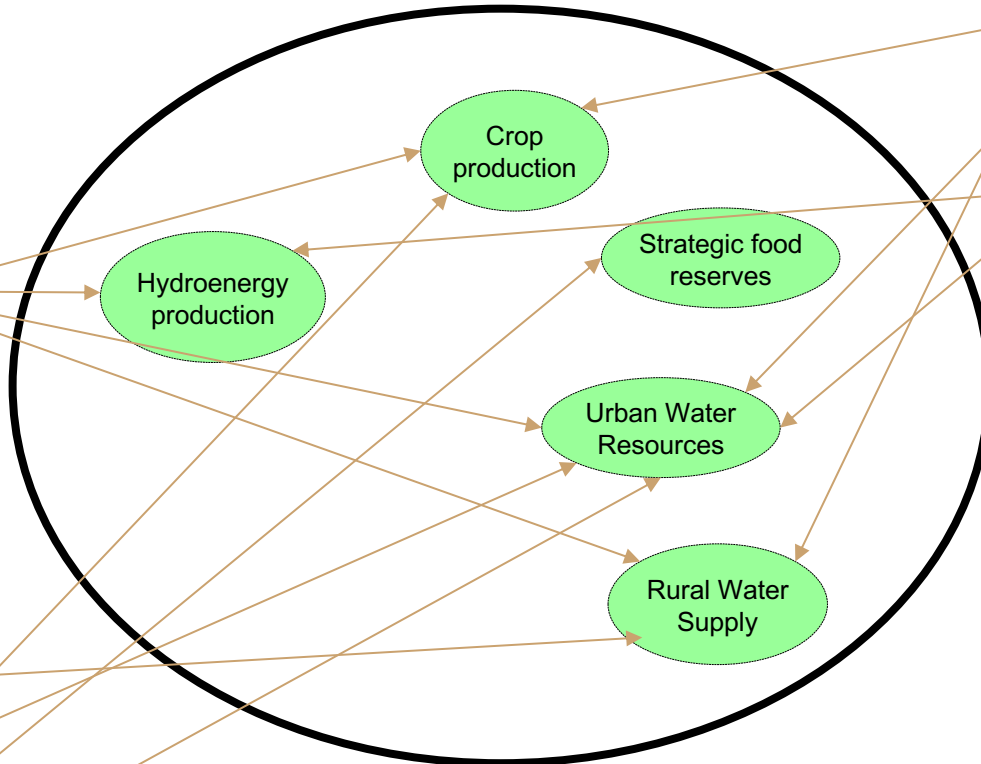 Crop
production
Strategic food
reserves
Hydroenergy
production
Urban Water
Resources
Rural Water
Supply